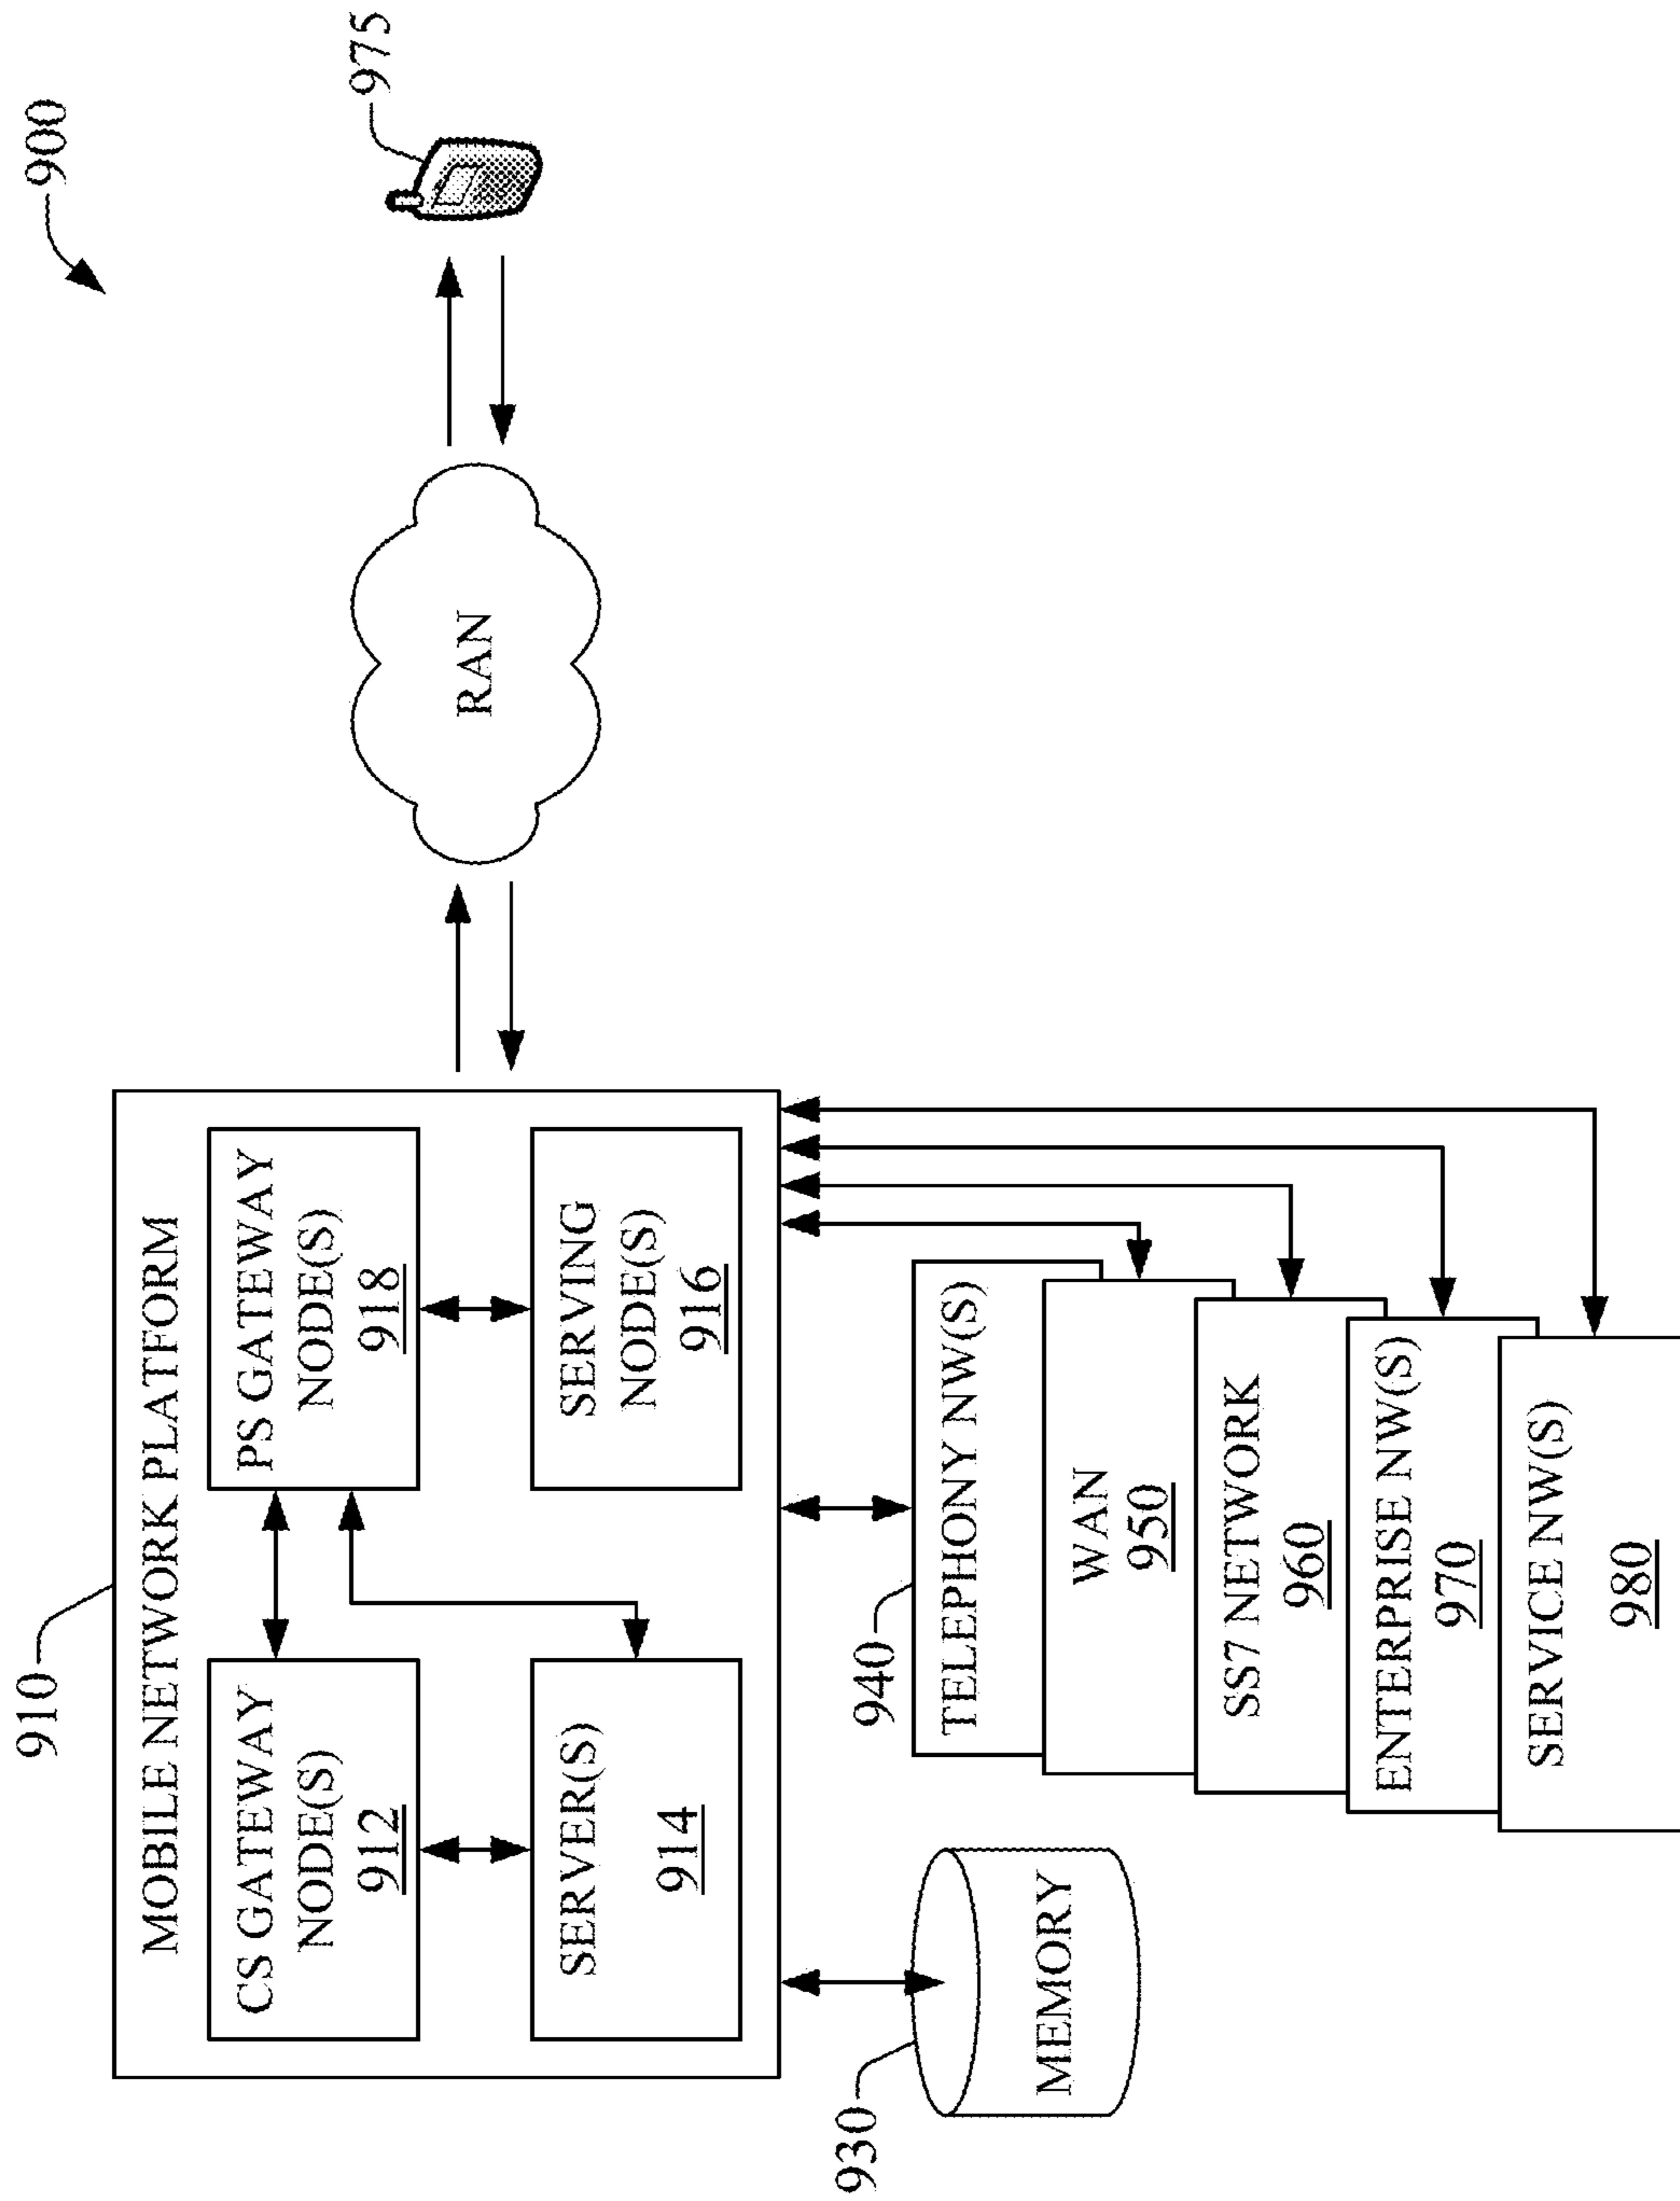 900
910
MOBILE NETWORK PLATFORM
CS GATEWAY
NODE(S)
912
PS GATEWAY
NODE(S)
918
SERVER(S)
914
SERVING
NODE(S)
916
RAN
975
930
MEMORY
940
TELEPHONY NW(S)
WAN
950
SS7 NETWORK
960
ENTERPRISE NW(S)
970
SERVICE NW(S)
980